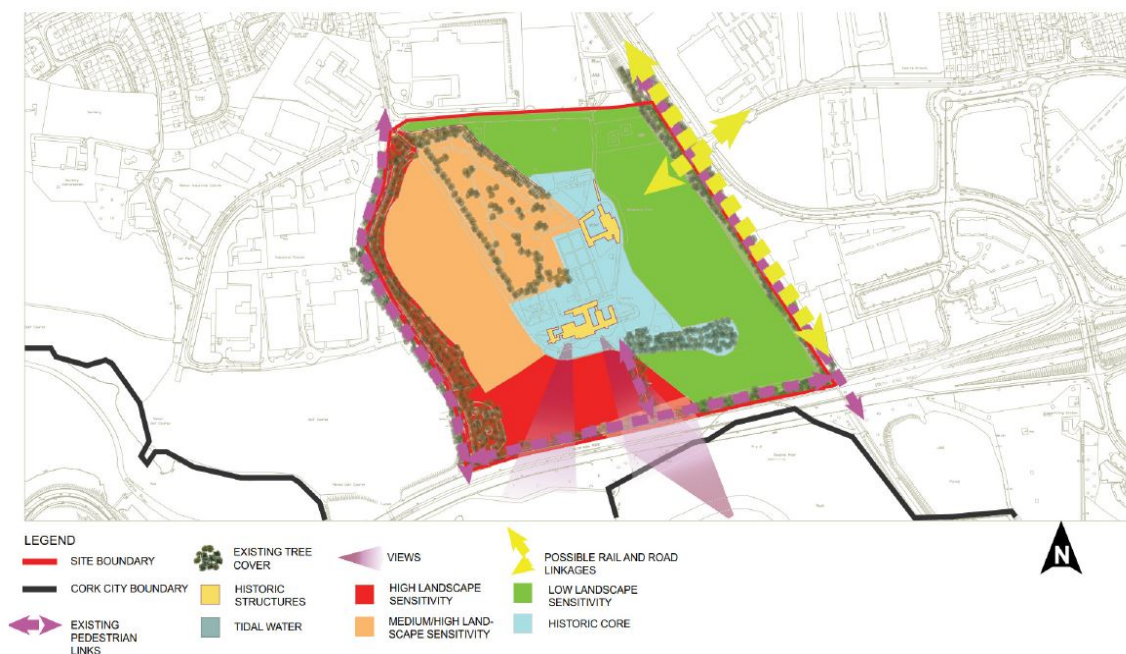 LEGEND
SITE BOUNDARY
CORK CITY BOUNDARY
EXISTING
PEDESTRIAN
LINKS
EXISTING TREE
COVER
HISTORIC
STRUCTURES
TIDAL WATER
VIEWS
HIGH LANDSCAPE
SENSITIVITY
MEDIUM/HIGH LAND-
SCAPE SENSITIVITY
POSSIBLE RAIL AND ROAD
LINKAGES
LOW LANDSCAPE
SENSITIVITY
HISTORIC CORE
N